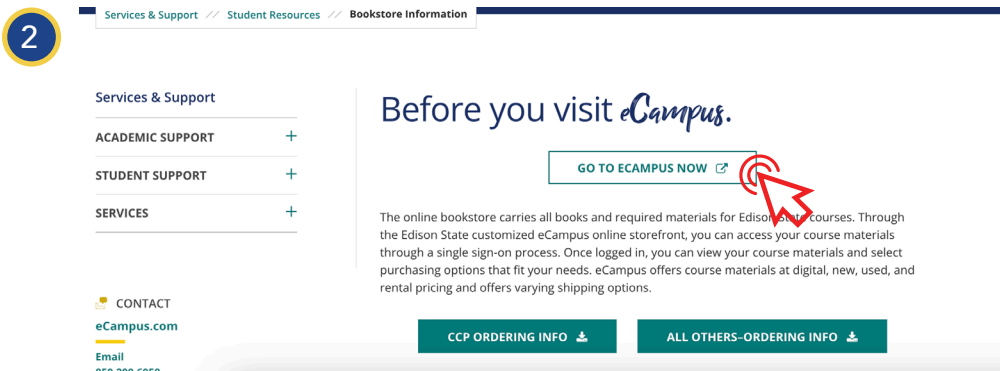 2
Services & Support // Student Resources // Bookstore Information
Services & Support
ACADEMIC SUPPORT +
STUDENT SUPPORT +
SERVICES +
CONTACT
eCampus.com
Email
Before you visit eCampus.
GO TO ECAMPUS NOW
The online bookstore carries all books and required materials for Edison State courses. Through
the Edison State customized eCampus online storefront, you can access your course materials
through a single sign-on process. Once logged in, you can view your course materials and select
purchasing options that fit your needs. eCampus offers course materials at digital, new, used, and
rental pricing and offers varying shipping options.
CCP ORDERING INFO
ALL OTHERS–ORDERING INFO